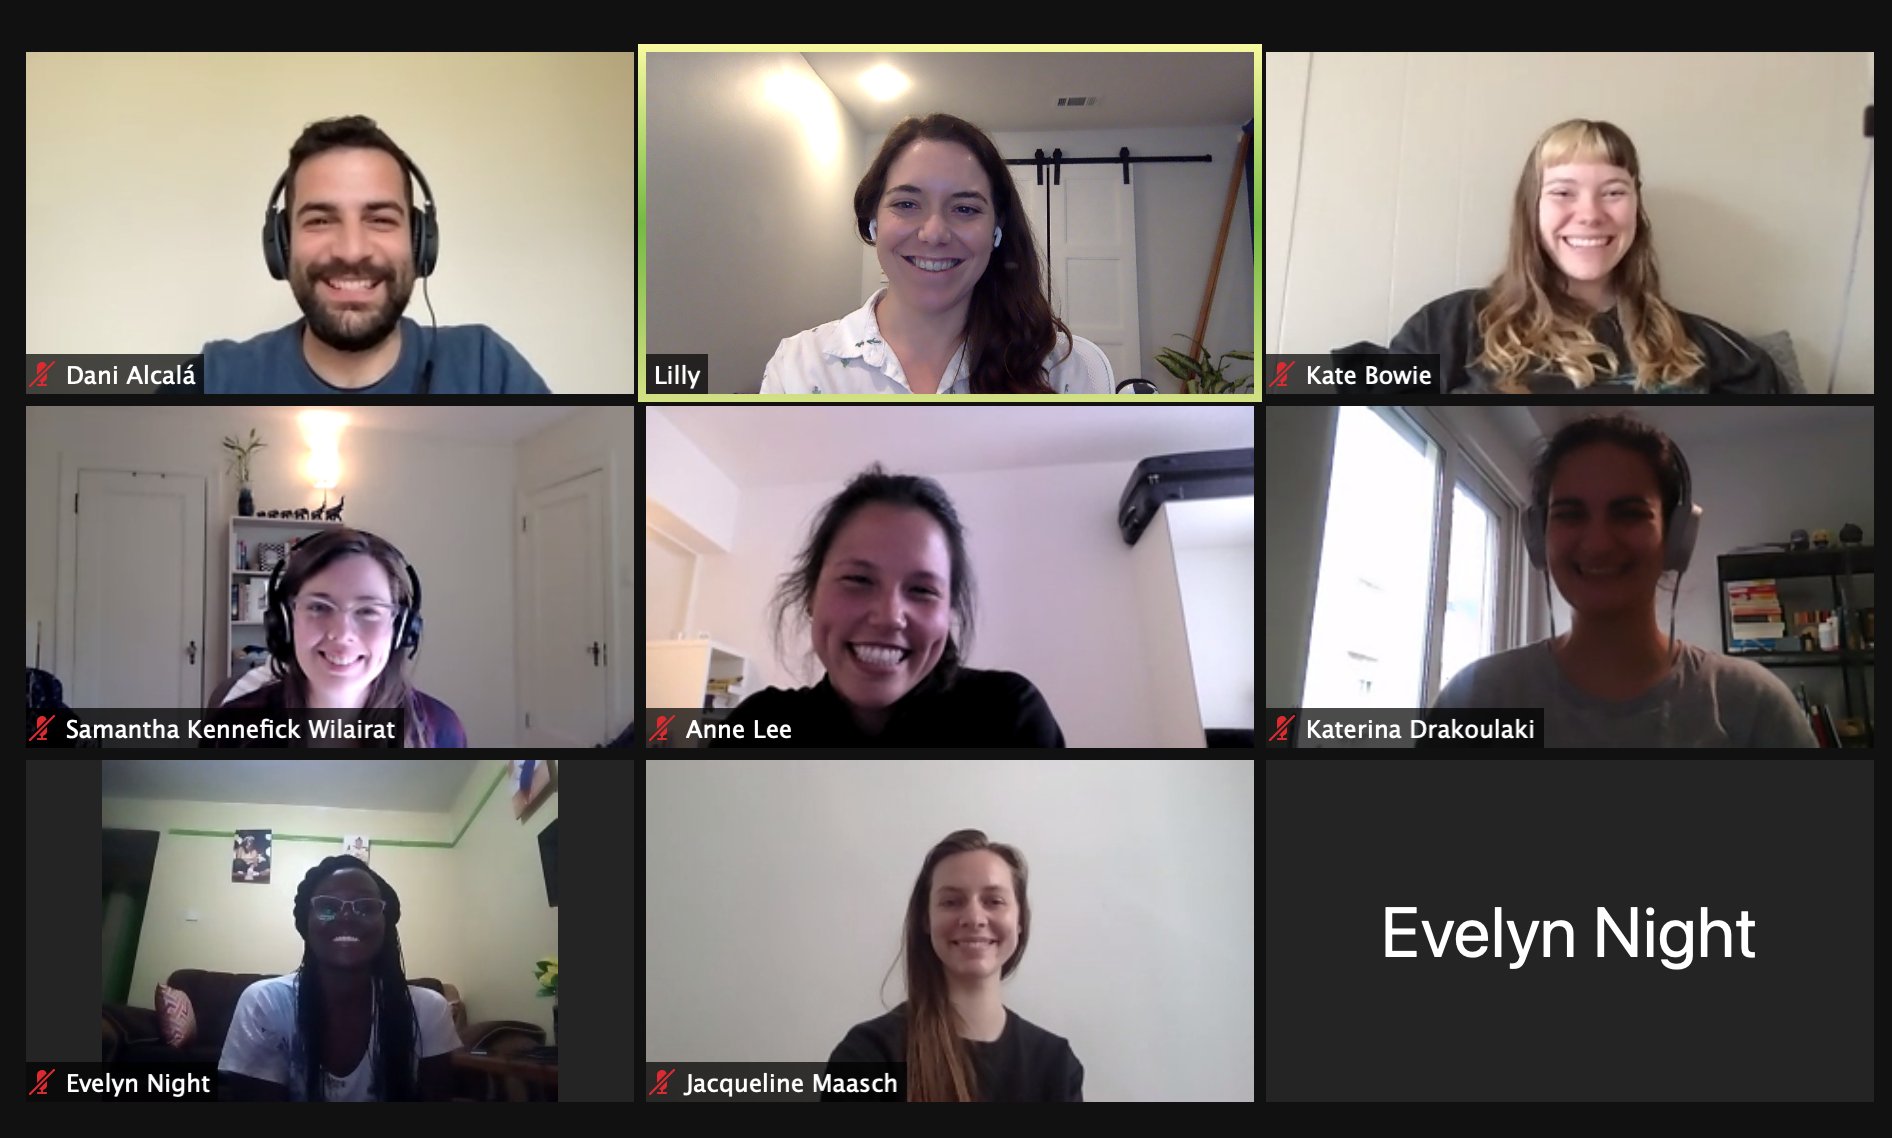 Dani Alcalá
Lilly
Kate Bowie
Samantha Kennefick Wilairat
Anne Lee
Katerina Drakoulaki
Evelyn Night
Jacqueline Maasch
Evelyn Night